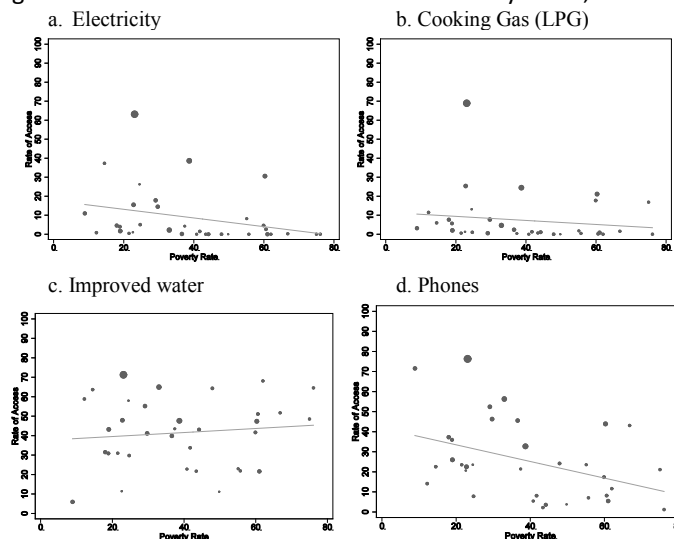 a. Electricity
Rate of Access
100
90
80
70
60
50
40
30
20
10
0
0. 20. 40. 60. 80.
Poverty Rate.
b. Cooking Gas (LPG)
Rate of Access
100
90
80
70
60
50
40
30
20
10
0
0. 20. 40. 60. 80.
Poverty Rate.
c. Improved water
Rate of Access
100
90
80
70
60
50
40
30
20
10
0
0. 20. 40. 60. 80.
Poverty Rate.
d. Phones
Rate of Access
100
90
80
70
60
50
40
30
20
10
0
0. 20. 40. 60. 80.
Poverty Rate.